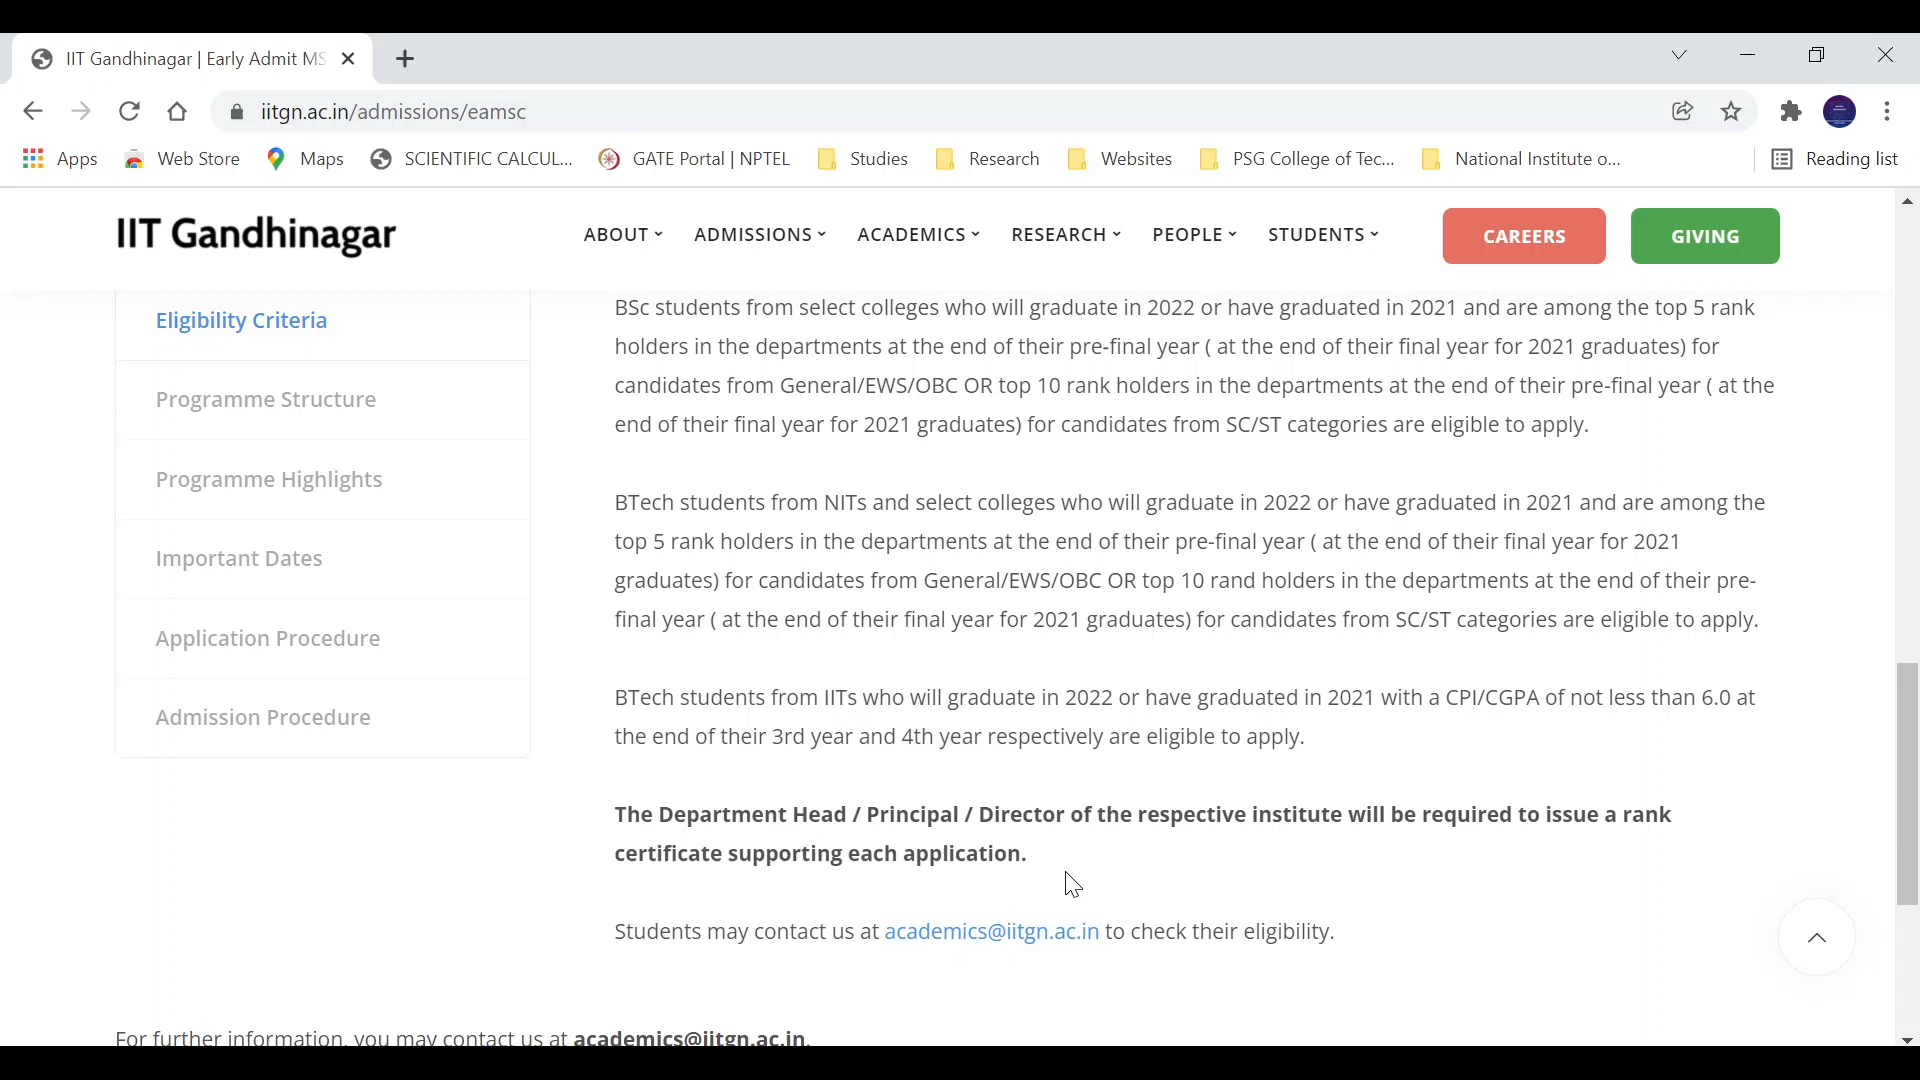 IIT Gandhinagar | Early Admit MS
iitgn.ac.in/admissions/eamsc
Apps
Web Store
Maps
SCIENTIFIC CALCUL...
GATE Portal | NPTEL
Studies
Research
Websites
PSG College of Tec...
National Institute o...
Reading list
IIT Gandhinagar
ABOUT
ADMISSIONS
ACADEMICS
RESEARCH
PEOPLE
STUDENTS
CAREERS
GIVING
Eligibility Criteria
Programme Structure
Programme Highlights
Important Dates
Application Procedure
Admission Procedure
BSc students from select colleges who will graduate in 2022 or have graduated in 2021 and are among the top 5 rank
holders in the departments at the end of their pre-final year ( at the end of their final year for 2021 graduates) for
candidates from General/EWS/OBC OR top 10 rank holders in the departments at the end of their pre-final year ( at the
end of their final year for 2021 graduates) for candidates from SC/ST categories are eligible to apply.
BTech students from NITs and select colleges who will graduate in 2022 or have graduated in 2021 and are among the
top 5 rank holders in the departments at the end of their pre-final year ( at the end of their final year for 2021
graduates) for candidates from General/EWS/OBC OR top 10 rand holders in the departments at the end of their pre-
final year ( at the end of their final year for 2021 graduates) for candidates from SC/ST categories are eligible to apply.
BTech students from IITs who will graduate in 2022 or have graduated in 2021 with a CPI/CGPA of not less than 6.0 at
the end of their 3rd year and 4th year respectively are eligible to apply.
The Department Head / Principal / Director of the respective institute will be required to issue a rank
certificate supporting each application.
Students may contact us at academics@iitgn.ac.in to check their eligibility.
For further information, you may contact us at academics@iitgn.ac.in.